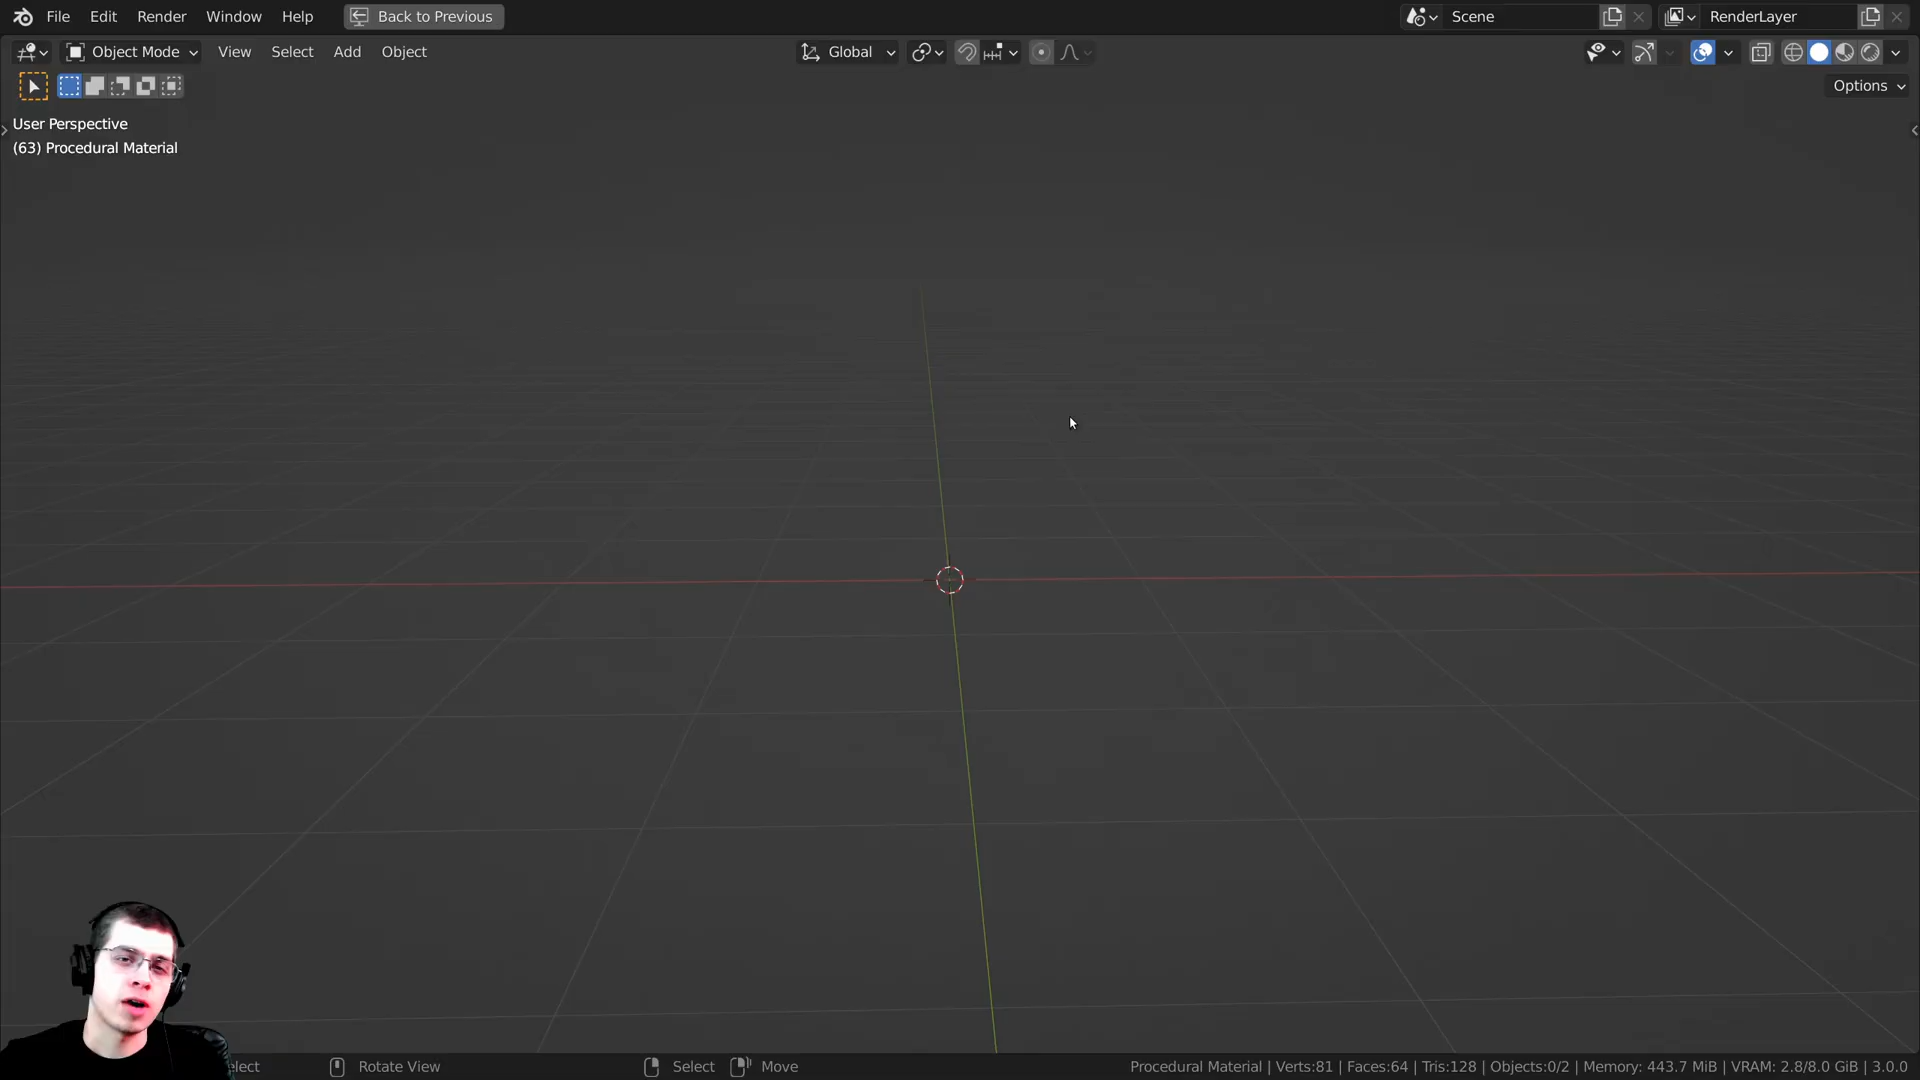 File Edit Render Window Help Back to Previous Scene RenderLayer
Object Mode View Select Add Object Global
Options
User Perspective
(63) Procedural Material
elect Rotate View Select Move Procedural Material | Verts:81 | Faces:64 | Tris:128 | Objects:0/2 | Memory: 443.7 MiB | VRAM: 2.8/8.0 GiB | 3.0.0